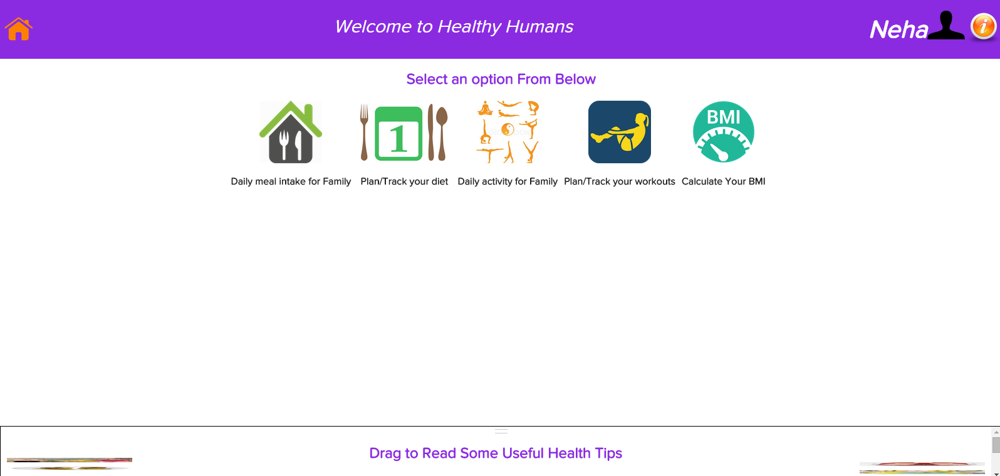 Welcome to Healthy Humans
Neha
i
Select an option From Below
1
BMI
Daily meal intake for Family
Plan/Track your diet
Daily activity for Family
Plan/Track your workouts
Calculate Your BMI
Drag to Read Some Useful Health Tips